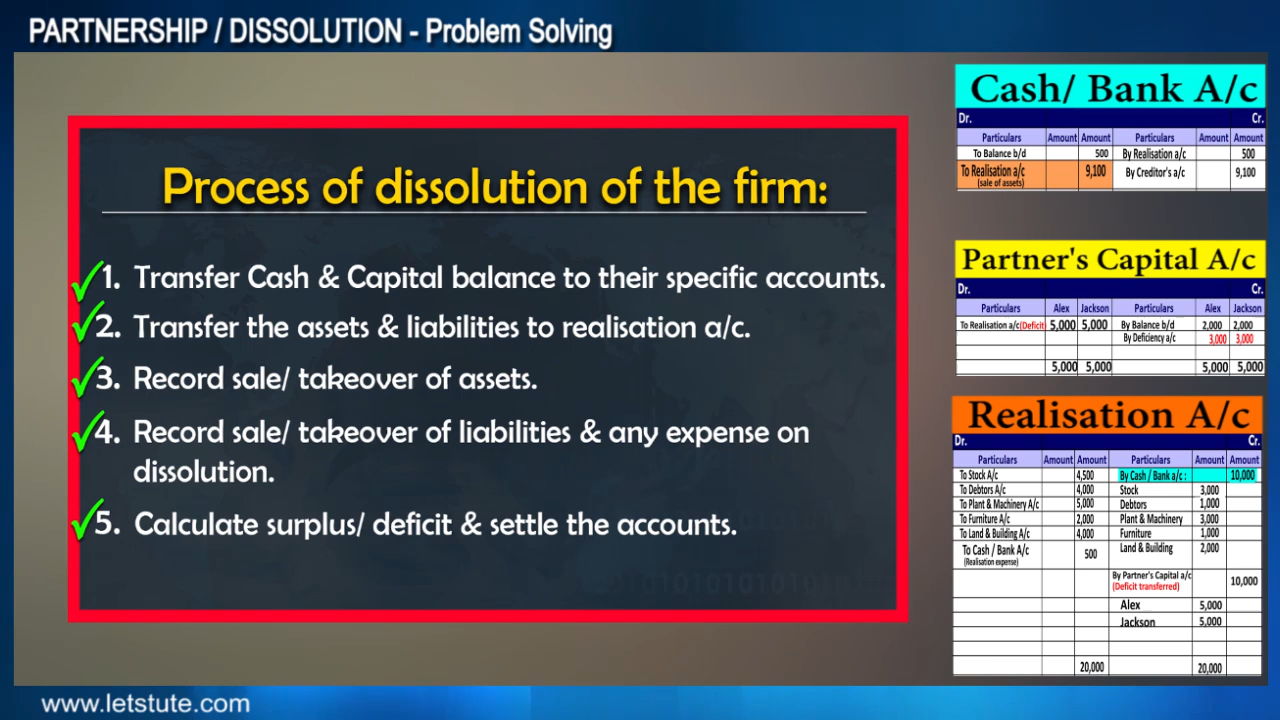 PARTNERSHIP / DISSOLUTION - Problem Solving
Process of dissolution of the firm:
1. Transfer Cash & Capital balance to their specific accounts.
2. Transfer the assets & liabilities to realisation a/c.
3. Record sale/ takeover of assets.
4. Record sale/ takeover of liabilities & any expense on
dissolution.
5. Calculate surplus/ deficit & settle the accounts.
Cash/ Bank A/c
Dr. Cr.
Particulars Amount Amount Particulars Amount Amount
To Balance b/d 500 By Realisation a/c 500
To Realisation a/c 9,100 By Creditor's a/c 9,100
(sale of assets)
Partner's Capital A/c
Dr. Cr.
Particulars Alex Jackson Particulars Alex Jackson
To Realisation a/c(Deficit) 5,000 5,000 By Balance b/d 2,000 2,000
By Deficiency a/c 3,000 3,000
5,000 5,000 5,000 5,000
Realisation A/c
Dr. Cr.
Particulars Amount Amount Particulars Amount Amount
To Stock A/c 4,500 By Cash / Bank a/c : 10,000
To Debtors A/c 4,000 Stock 3,000
To Plant & Machinery A/c 5,000 Debtors 1,000
To Furniture A/c 2,000 Plant & Machinery 3,000
To Land & Building A/c 4,000 Furniture 1,000
To Cash / Bank A/c 500 Land & Building 2,000
(Realisation expense)
By Partner's Capital a/c 10,000
(Deficit transferred)
Alex 5,000
Jackson 5,000
20,000 20,000
www.letstute.com